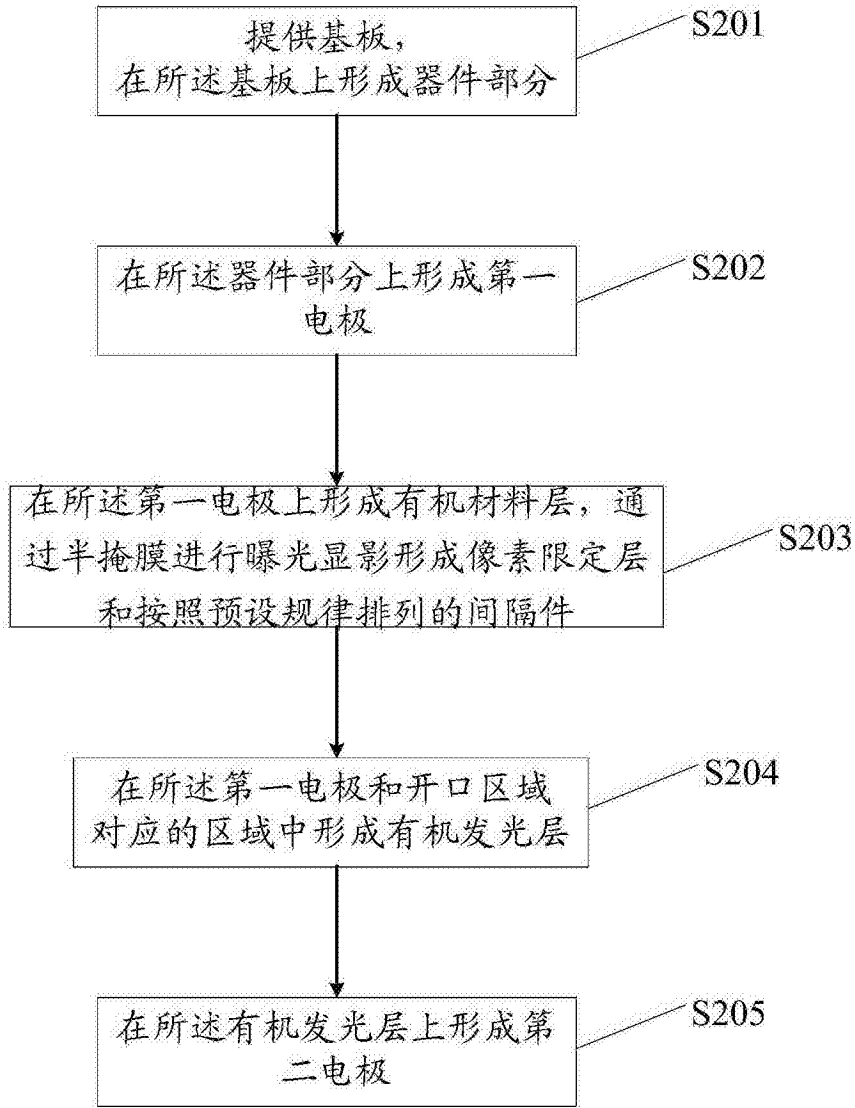 提供基板，
在所述基板上形成器件部分
S201
在所述器件部分上形成第一
电极
S202
在所述第一电极上形成有机材料层，通
过半掩膜进行曝光显影形成像素限定层
和按照预设规律排列的间隔件
S203
在所述第一电极和开口区域
对应的区域中形成有机发光层
S204
在所述有机发光层上形成第
二电极
S205